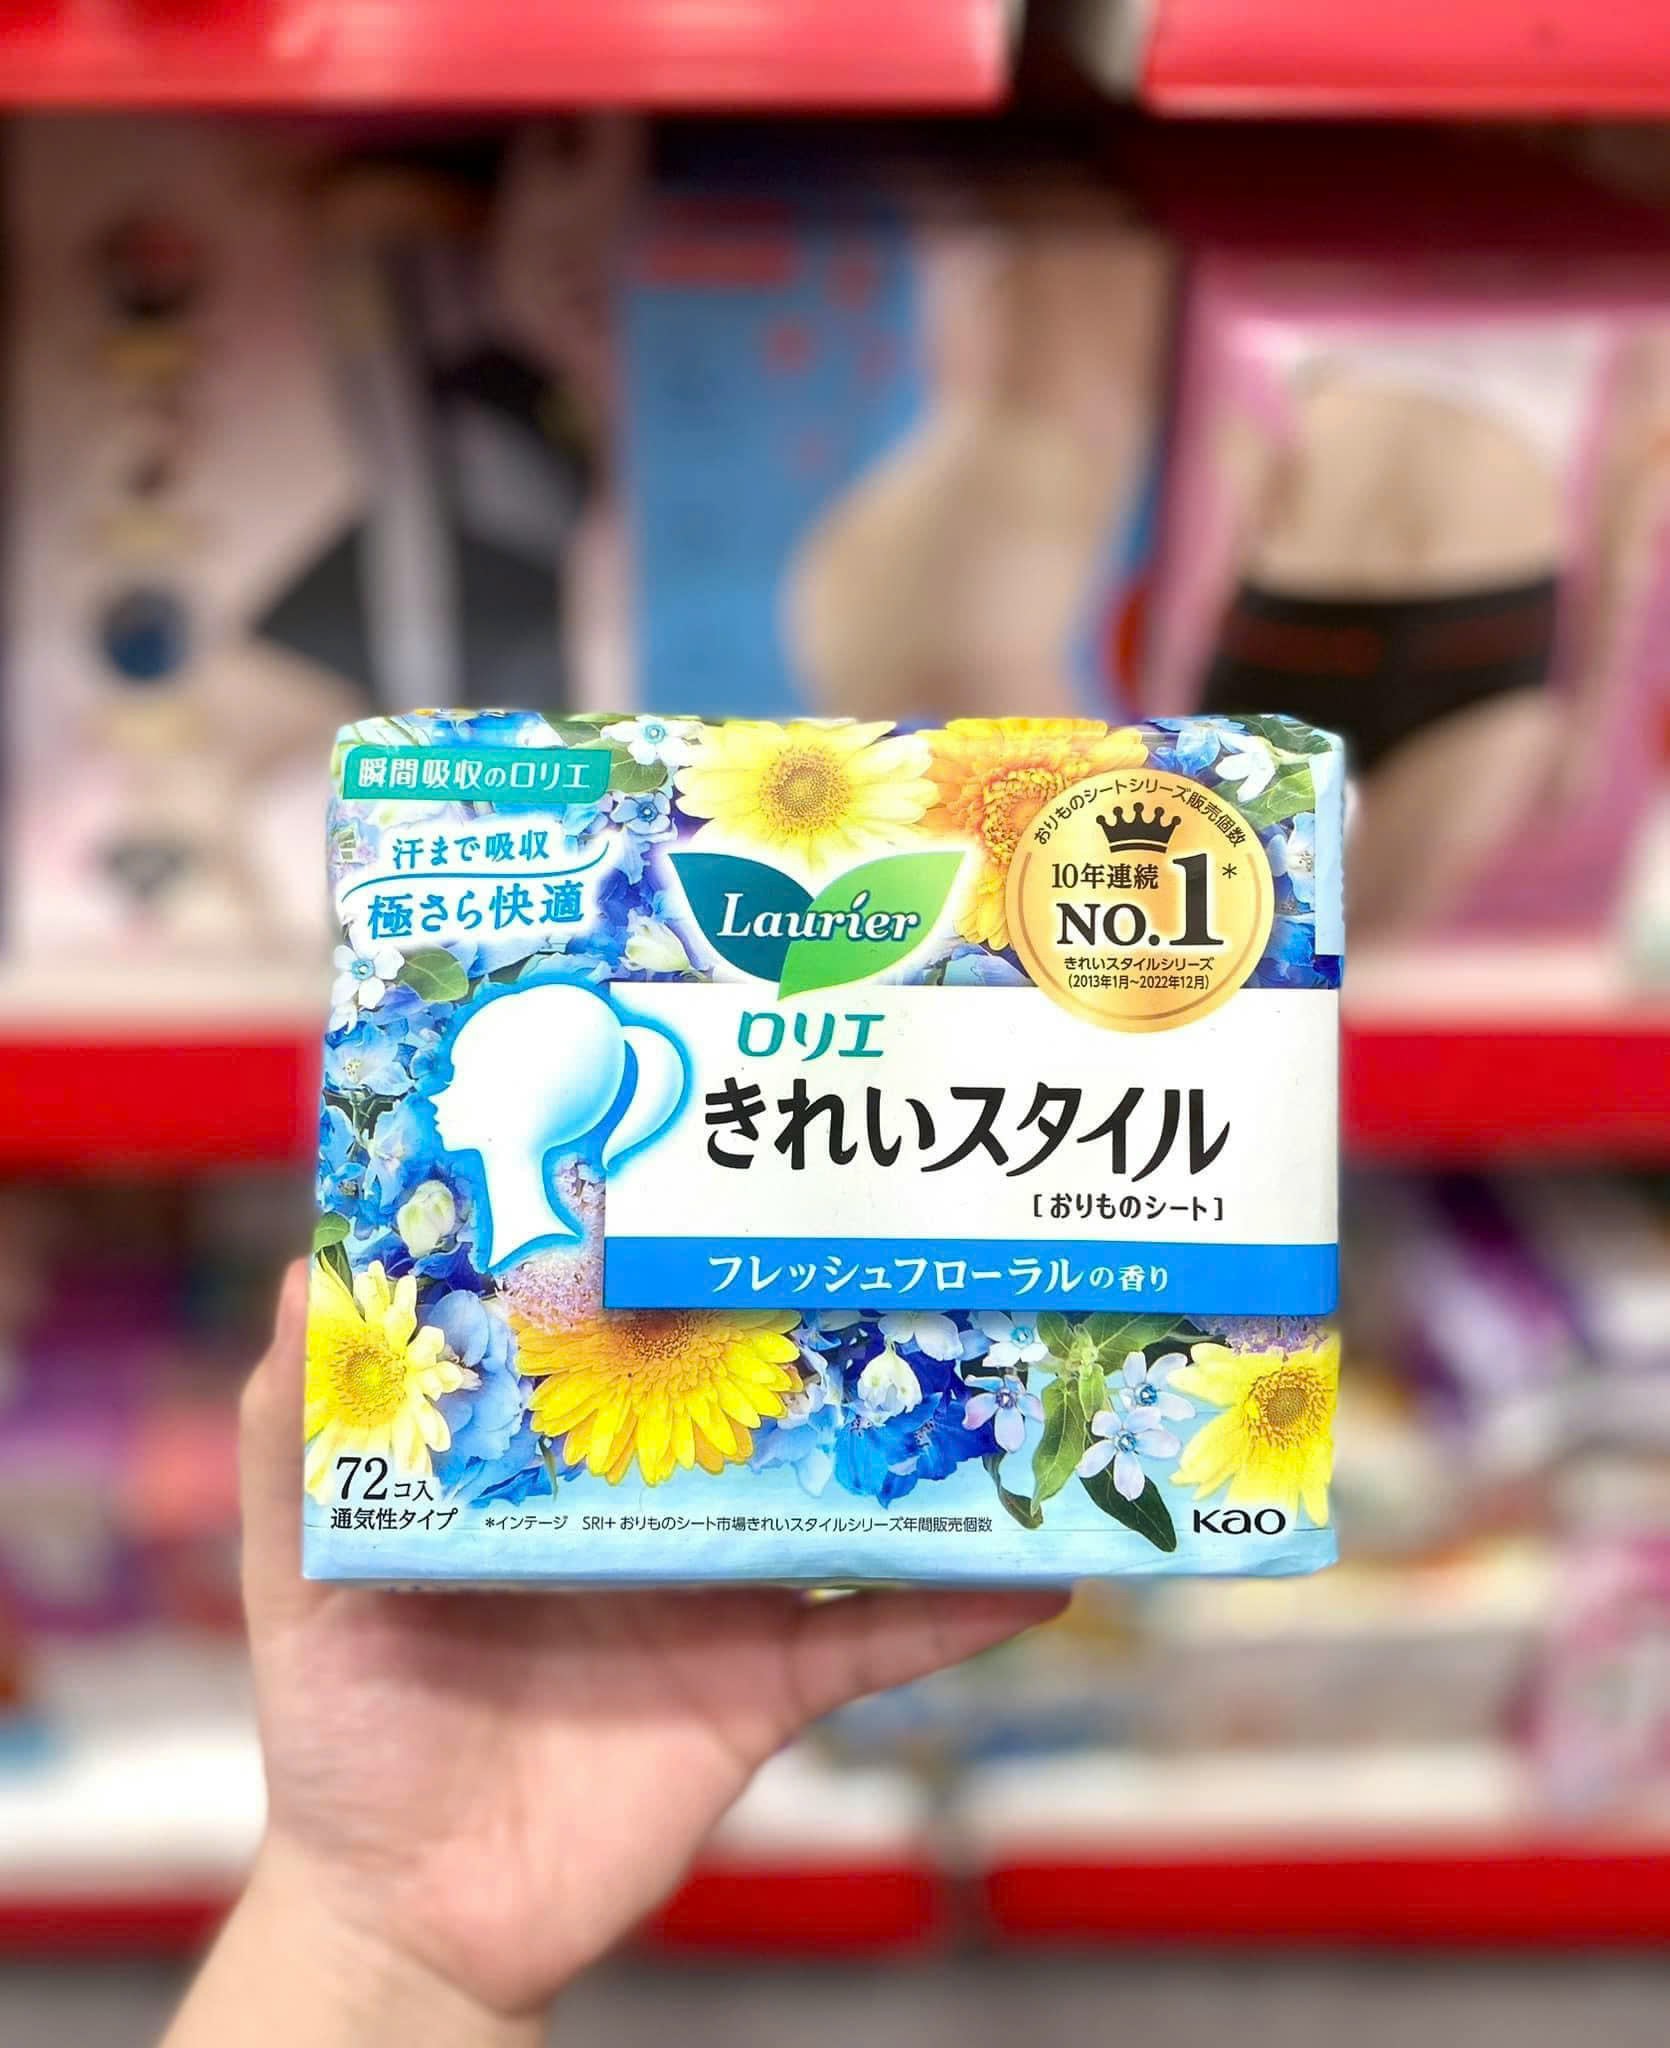 瞬間吸収のロリエ
汗まで吸収
極さら快適
Laurier
おりものシートシリーズ販売個数
10年連続
NO.1*
きれいスタイルシリーズ
(2013年1月~2022年12月)
ロリエ
きれいスタイル
[おりものシート]
フレッシュフローラルの香り
72コ入
通気性タイプ
*インテージ SRI+ おりものシート市場きれいスタイルシリーズ年間販売個数
Kao